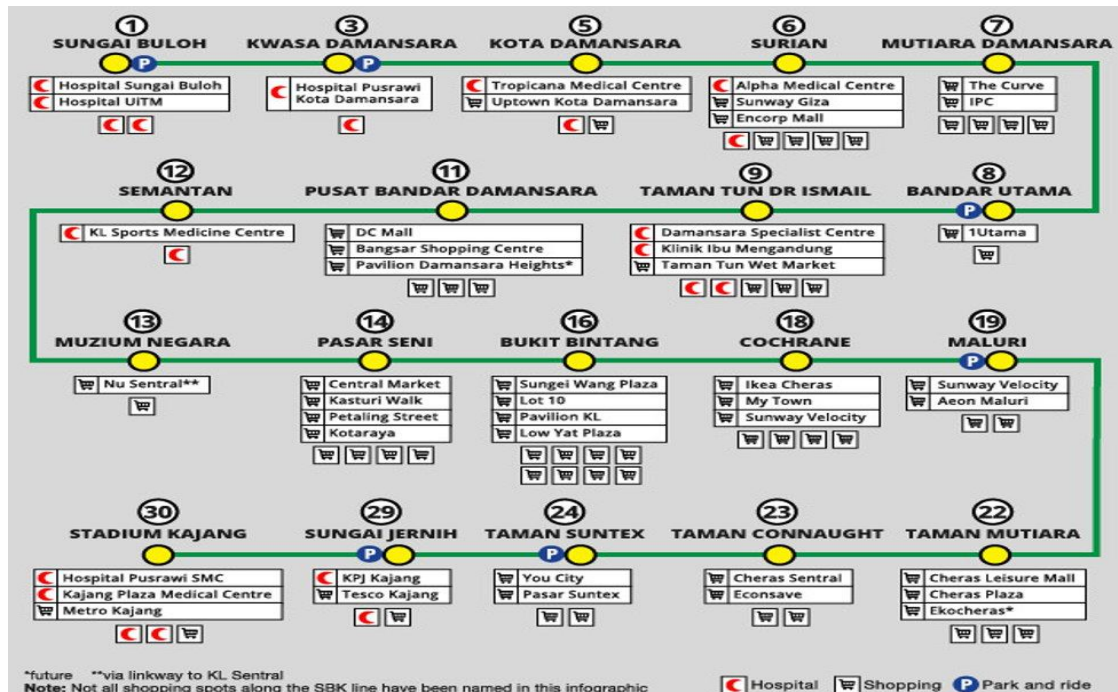 1
SUNGAI BULOH
P
Hospital Sungai Buloh
Hospital UiTM
3
KWASA DAMANSARA
P
Hospital Pusrawi
Kota Damansara
5
KOTA DAMANSARA
Tropicana Medical Centre
Uptown Kota Damansara
6
SURIAN
Alpha Medical Centre
Sunway Giza
Encorp Mall
7
MUTIARA DAMANSARA
The Curve
IPC
12
SEMANTAN
KL Sports Medicine Centre
11
PUSAT BANDAR DAMANSARA
DC Mall
Bangsar Shopping Centre
Pavilion Damansara Heights*
9
TAMAN TUN DR ISMAIL
Damansara Specialist Centre
Klinik Ibu Mengandung
Taman Tun Wet Market
8
BANDAR UTAMA
P
1Utama
13
MUZIUM NEGARA
Nu Sentral**
14
PASAR SENI
Central Market
Kasturi Walk
Petaling Street
Kotaraya
16
BUKIT BINTANG
Sungei Wang Plaza
Lot 10
Pavilion KL
Low Yat Plaza
18
COCHRANE
Ikea Cheras
My Town
Sunway Velocity
19
MALURI
P
Sunway Velocity
Aeon Maluri
30
STADIUM KAJANG
Hospital Pusrawi SMC
Kajang Plaza Medical Centre
Metro Kajang
29
SUNGAI JERNIH
P
KPJ Kajang
Tesco Kajang
24
TAMAN SUNTEX
P
You City
Pasar Suntex
23
TAMAN CONNAUGHT
Cheras Sentral
Econsave
22
TAMAN MUTIARA
Cheras Leisure Mall
Cheras Plaza
Ekocheras*
*future **via linkway to KL Sentral
Note: Not all shopping spots along the SBK line have been named in this infographic
Hospital Shopping P Park and ride